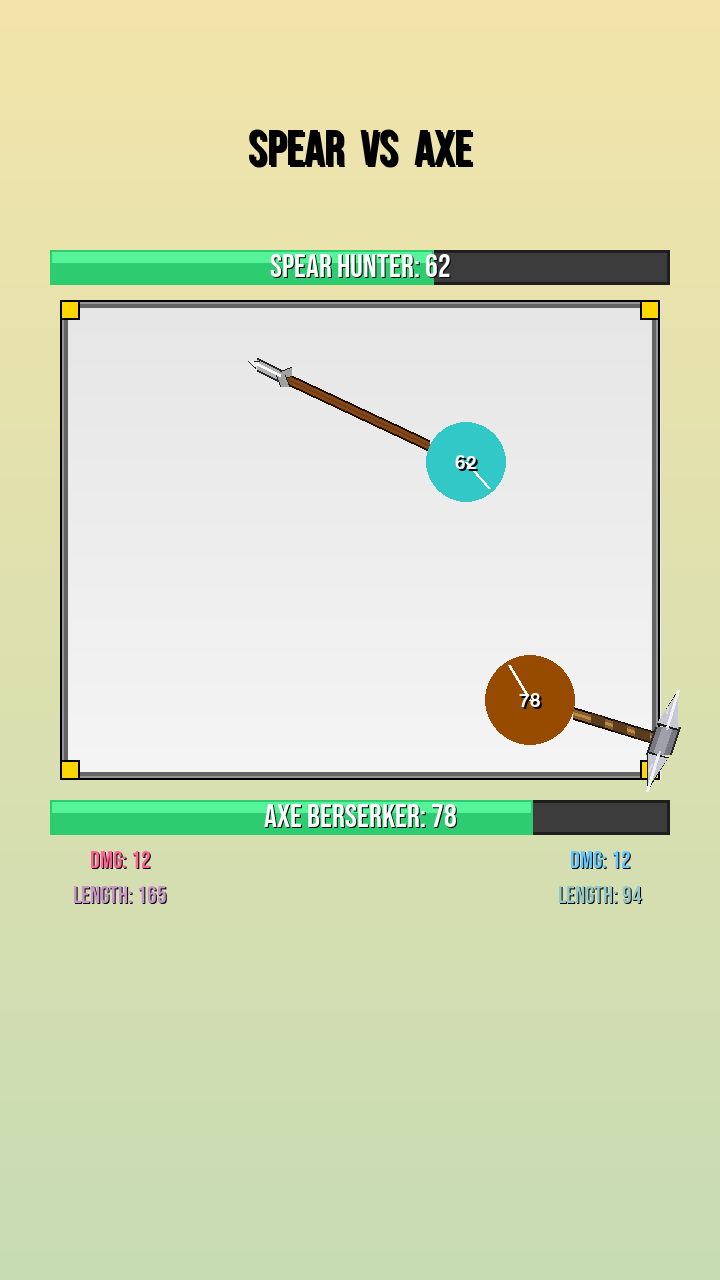 SPEAR VS AXE
SPEAR HUNTER: 62
62
78
AXE BERSERKER: 78
DMG: 12
DMG: 12
LENGTH: 165
LENGTH: 94